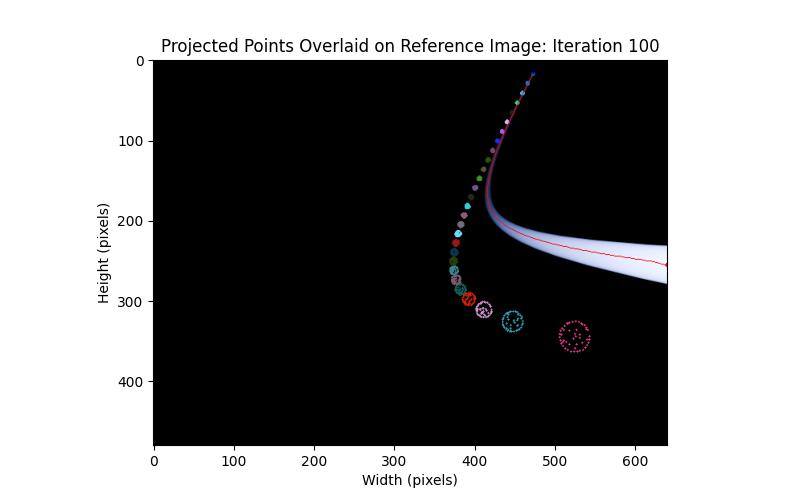 Projected Points Overlaid on Reference Image: Iteration 100
0
100
200
300
400
Height (pixels)
0 100 200 300 400 500 600
Width (pixels)